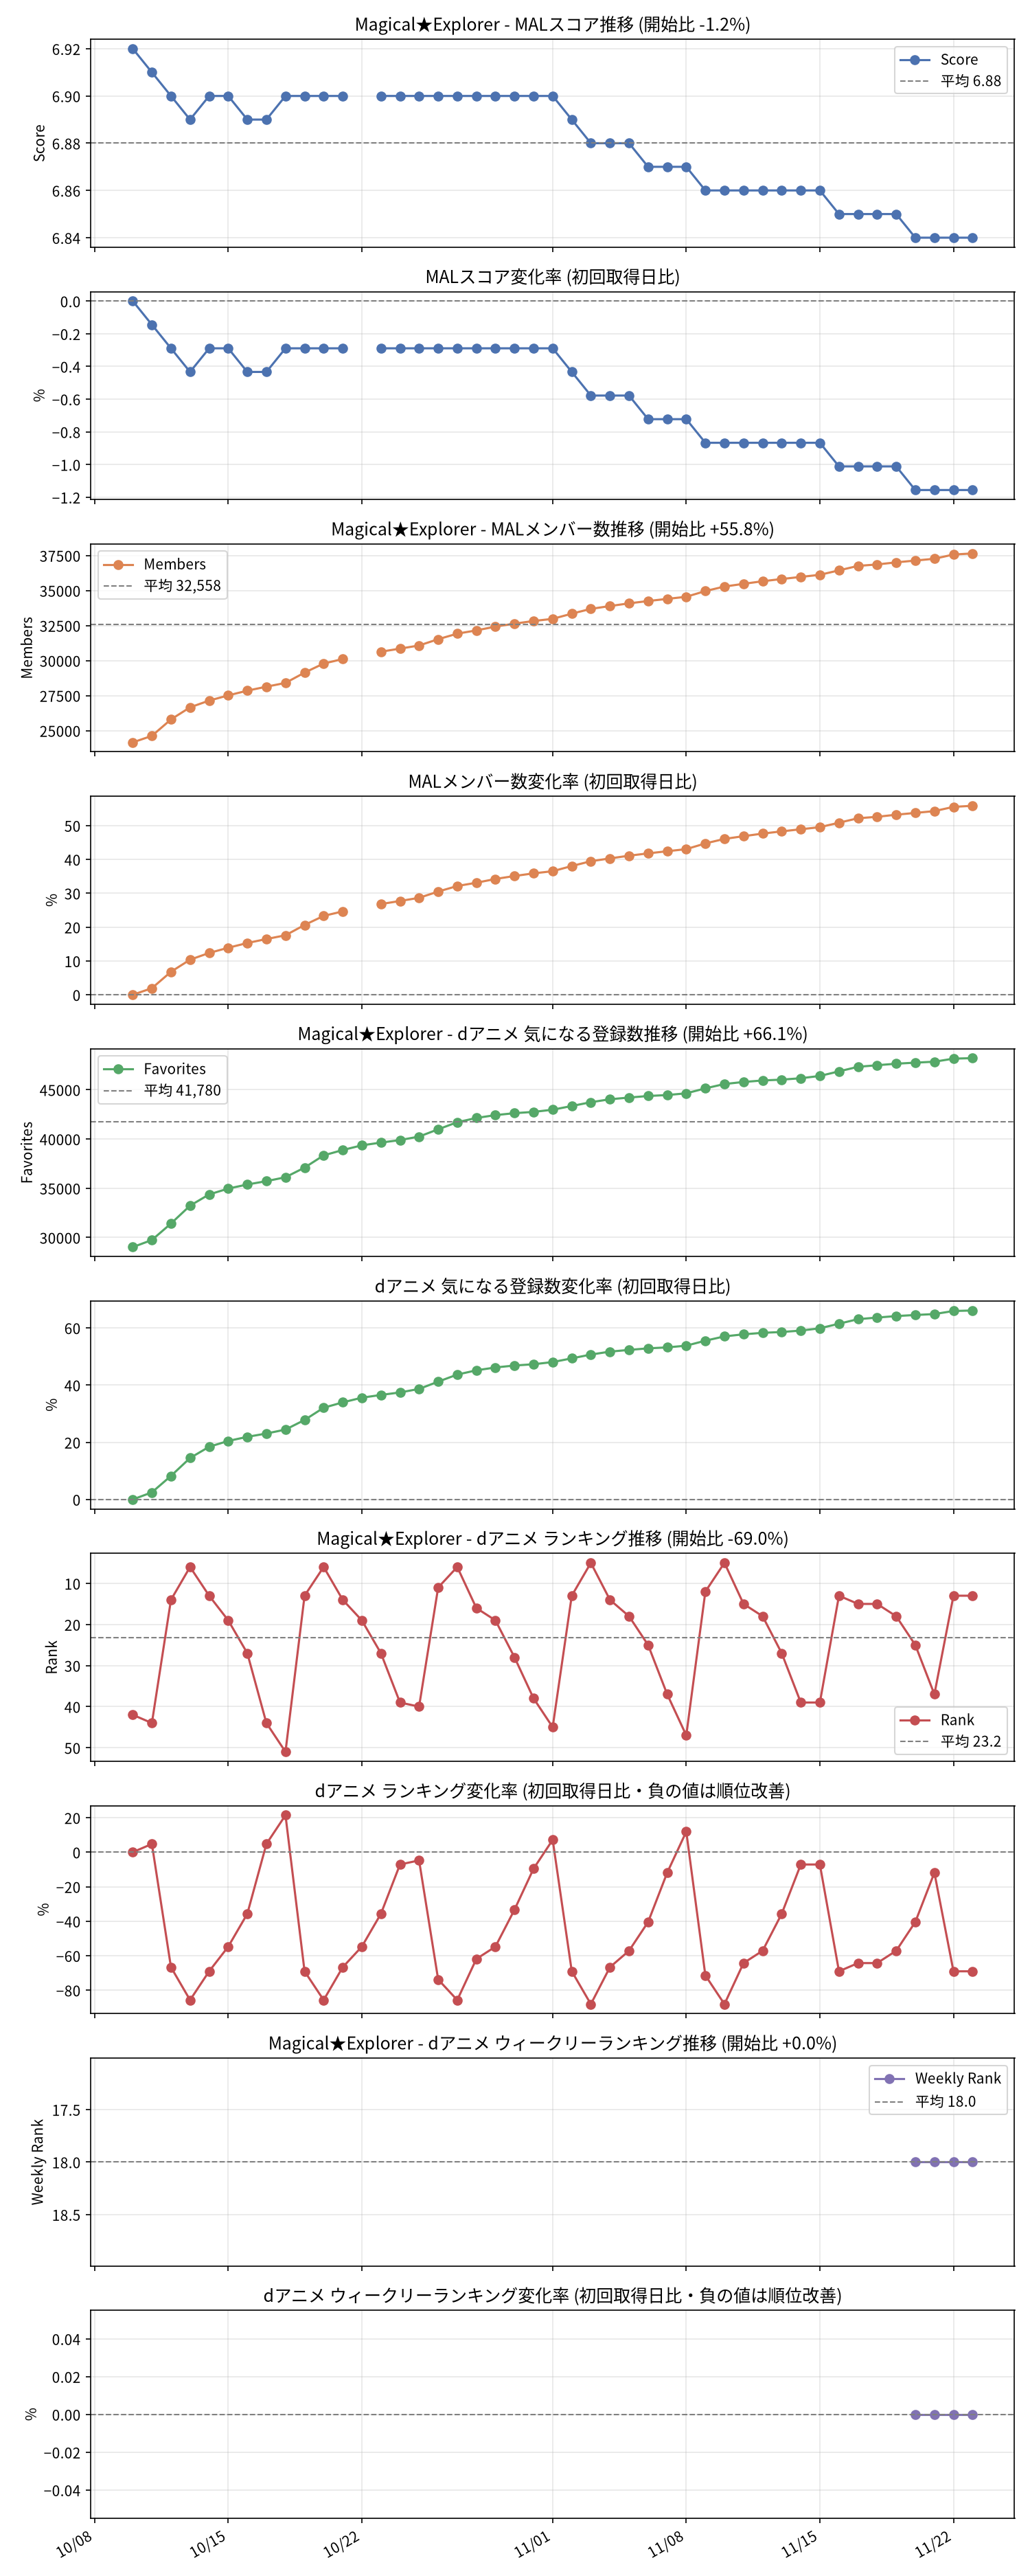 Magical★Explorer - MALスコア推移 (開始比 -1.2%)
6.92
6.90
6.88
6.86
6.84
Score
Score
平均 6.88
MALスコア変化率 (初回取得日比)
0.0
−0.2
−0.4
−0.6
−0.8
−1.0
−1.2
%
Magical★Explorer - MALメンバー数推移 (開始比 +55.8%)
37500
35000
32500
30000
27500
25000
Members
Members
平均 32,558
MALメンバー数変化率 (初回取得日比)
50
40
30
20
10
0
%
Magical★Explorer - dアニメ 気になる登録数推移 (開始比 +66.1%)
45000
40000
35000
30000
Favorites
Favorites
平均 41,780
dアニメ 気になる登録数変化率 (初回取得日比)
60
40
20
0
%
Magical★Explorer - dアニメ ランキング推移 (開始比 -69.0%)
10
20
30
40
50
Rank
Rank
平均 23.2
dアニメ ランキング変化率 (初回取得日比・負の値は順位改善)
20
0
−20
−40
−60
−80
%
Magical★Explorer - dアニメ ウィークリーランキング推移 (開始比 +0.0%)
17.5
18.0
18.5
Weekly Rank
Weekly Rank
平均 18.0
dアニメ ウィークリーランキング変化率 (初回取得日比・負の値は順位改善)
0.04
0.02
0.00
−0.02
−0.04
%
10/08
10/15
10/22
11/01
11/08
11/15
11/22